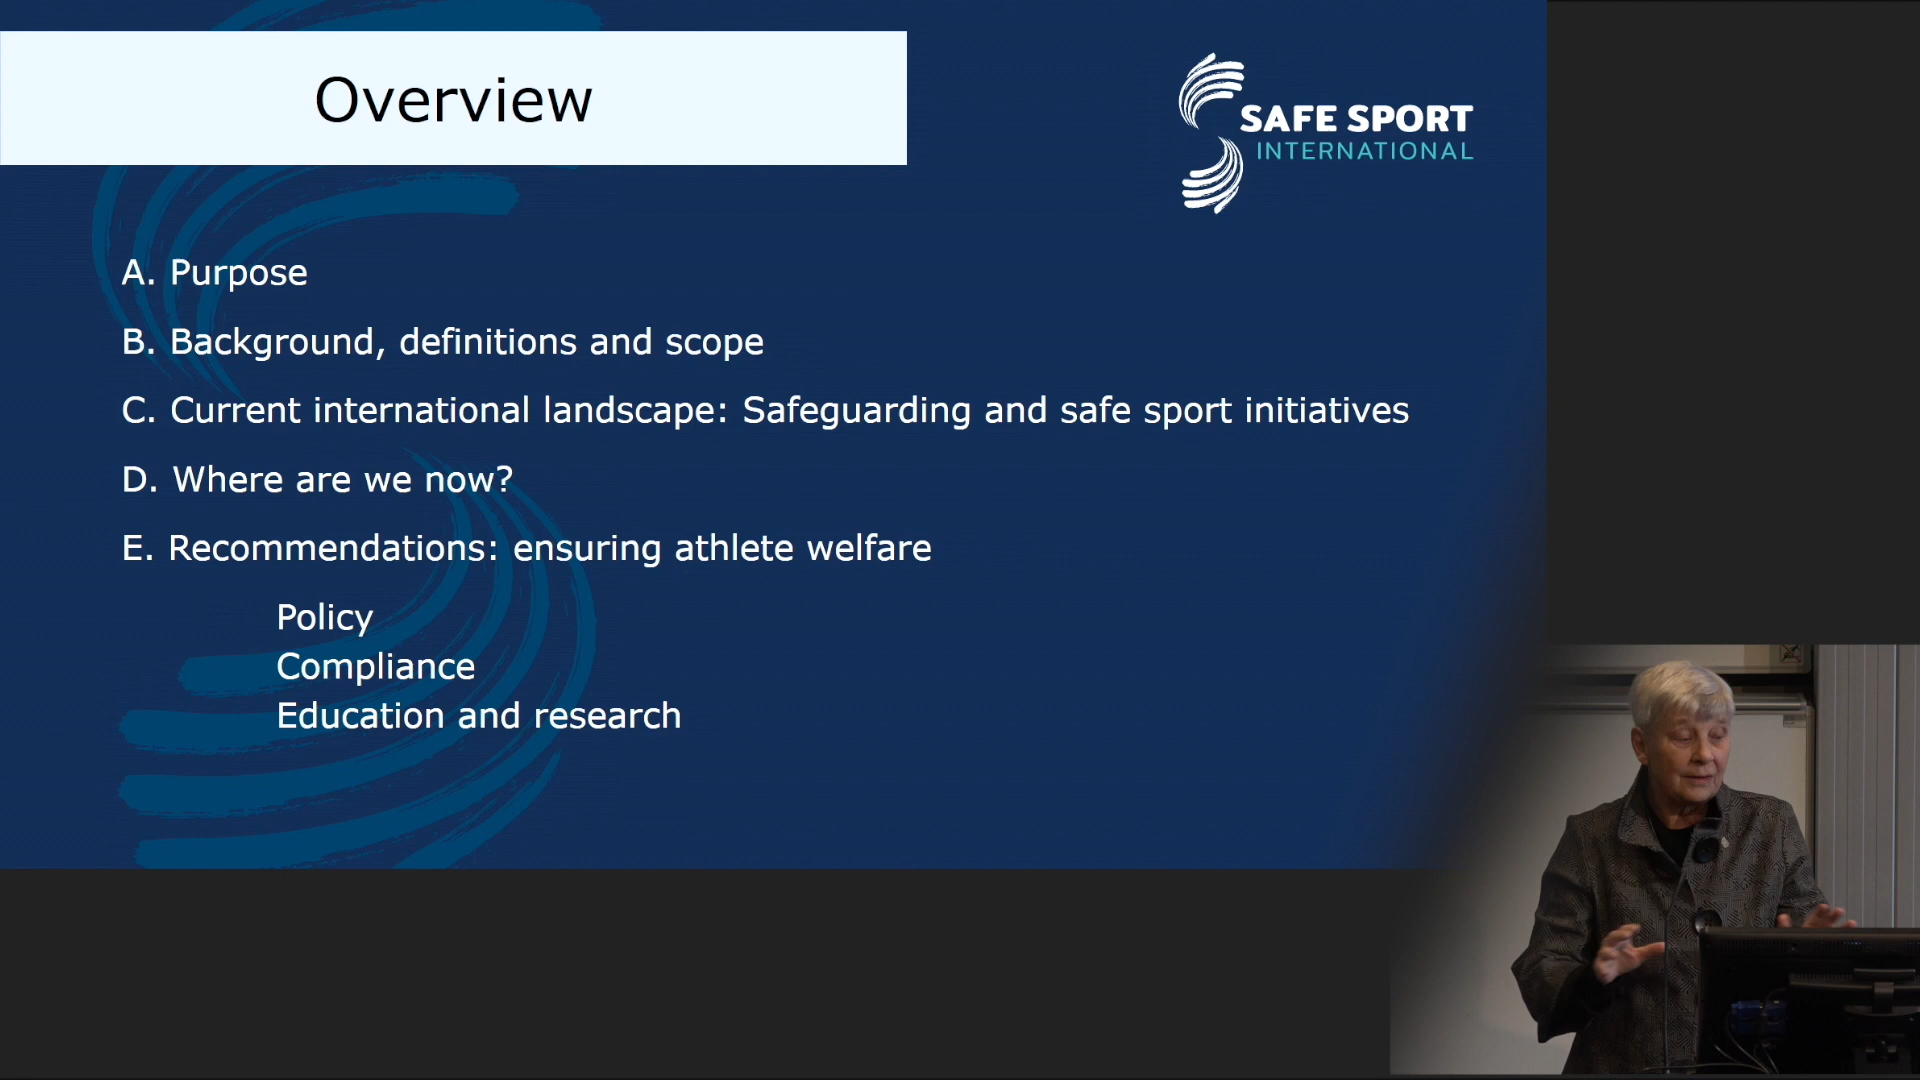 Overview
SAFE SPORT
INTERNATIONAL
A. Purpose
B. Background, definitions and scope
C. Current international landscape: Safeguarding and safe sport initiatives
D. Where are we now?
E. Recommendations: ensuring athlete welfare
Policy
Compliance
Education and research